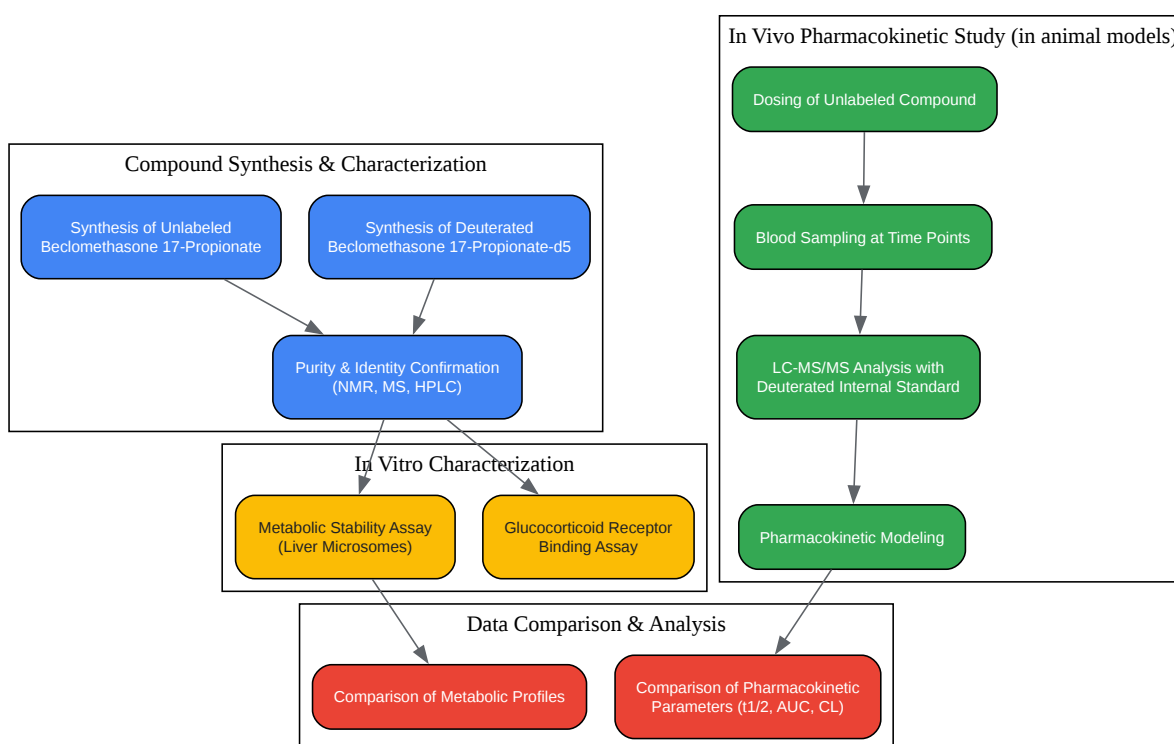 In Vivo Pharmacokinetic Study (in animal models)
Dosing of Unlabeled Compound
Blood Sampling at Time Points
LC-MS/MS Analysis with
Deuterated Internal Standard
Pharmacokinetic Modeling
Compound Synthesis & Characterization
Synthesis of Unlabeled
Beclomethasone 17-Propionate
Synthesis of Deuterated
Beclomethasone 17-Propionate-d5
Purity & Identity Confirmation
(NMR, MS, HPLC)
In Vitro Characterization
Metabolic Stability Assay
(Liver Microsomes)
Glucocorticoid Receptor
Binding Assay
Data Comparison & Analysis
Comparison of Metabolic Profiles
Comparison of Pharmacokinetic
Parameters (t1/2, AUC, CL)